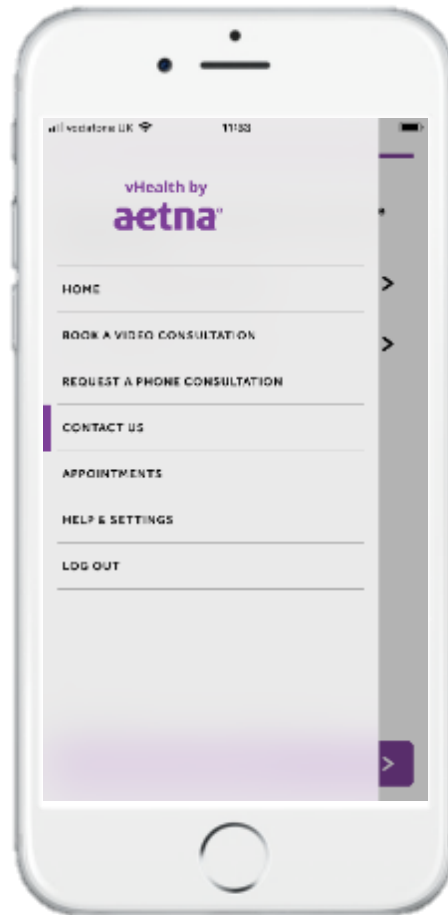 vodafone UK 11:33
vHealth by
aetna®
HOME
BOOK A VIDEO CONSULTATION
REQUEST A PHONE CONSULTATION
CONTACT US
APPOINTMENTS
HELP & SETTINGS
LOG OUT